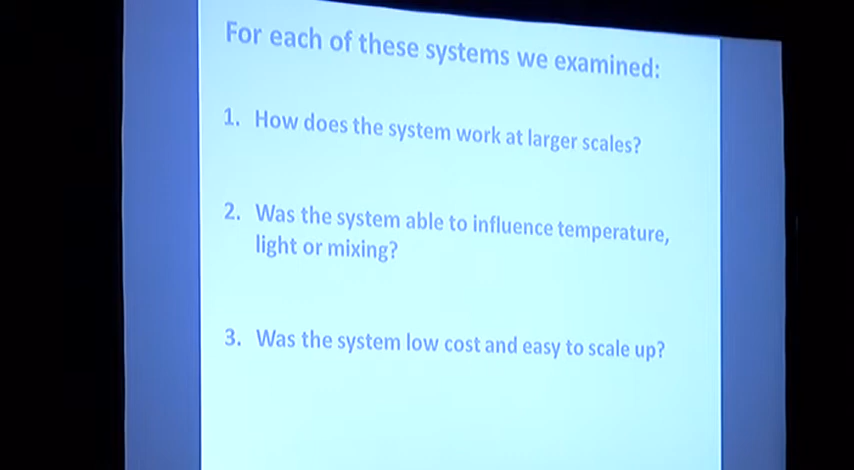 For each of these systems we examined:
1. How does the system work at larger scales?
2. Was the system able to influence temperature,
light or mixing?
3. Was the system low cost and easy to scale up?